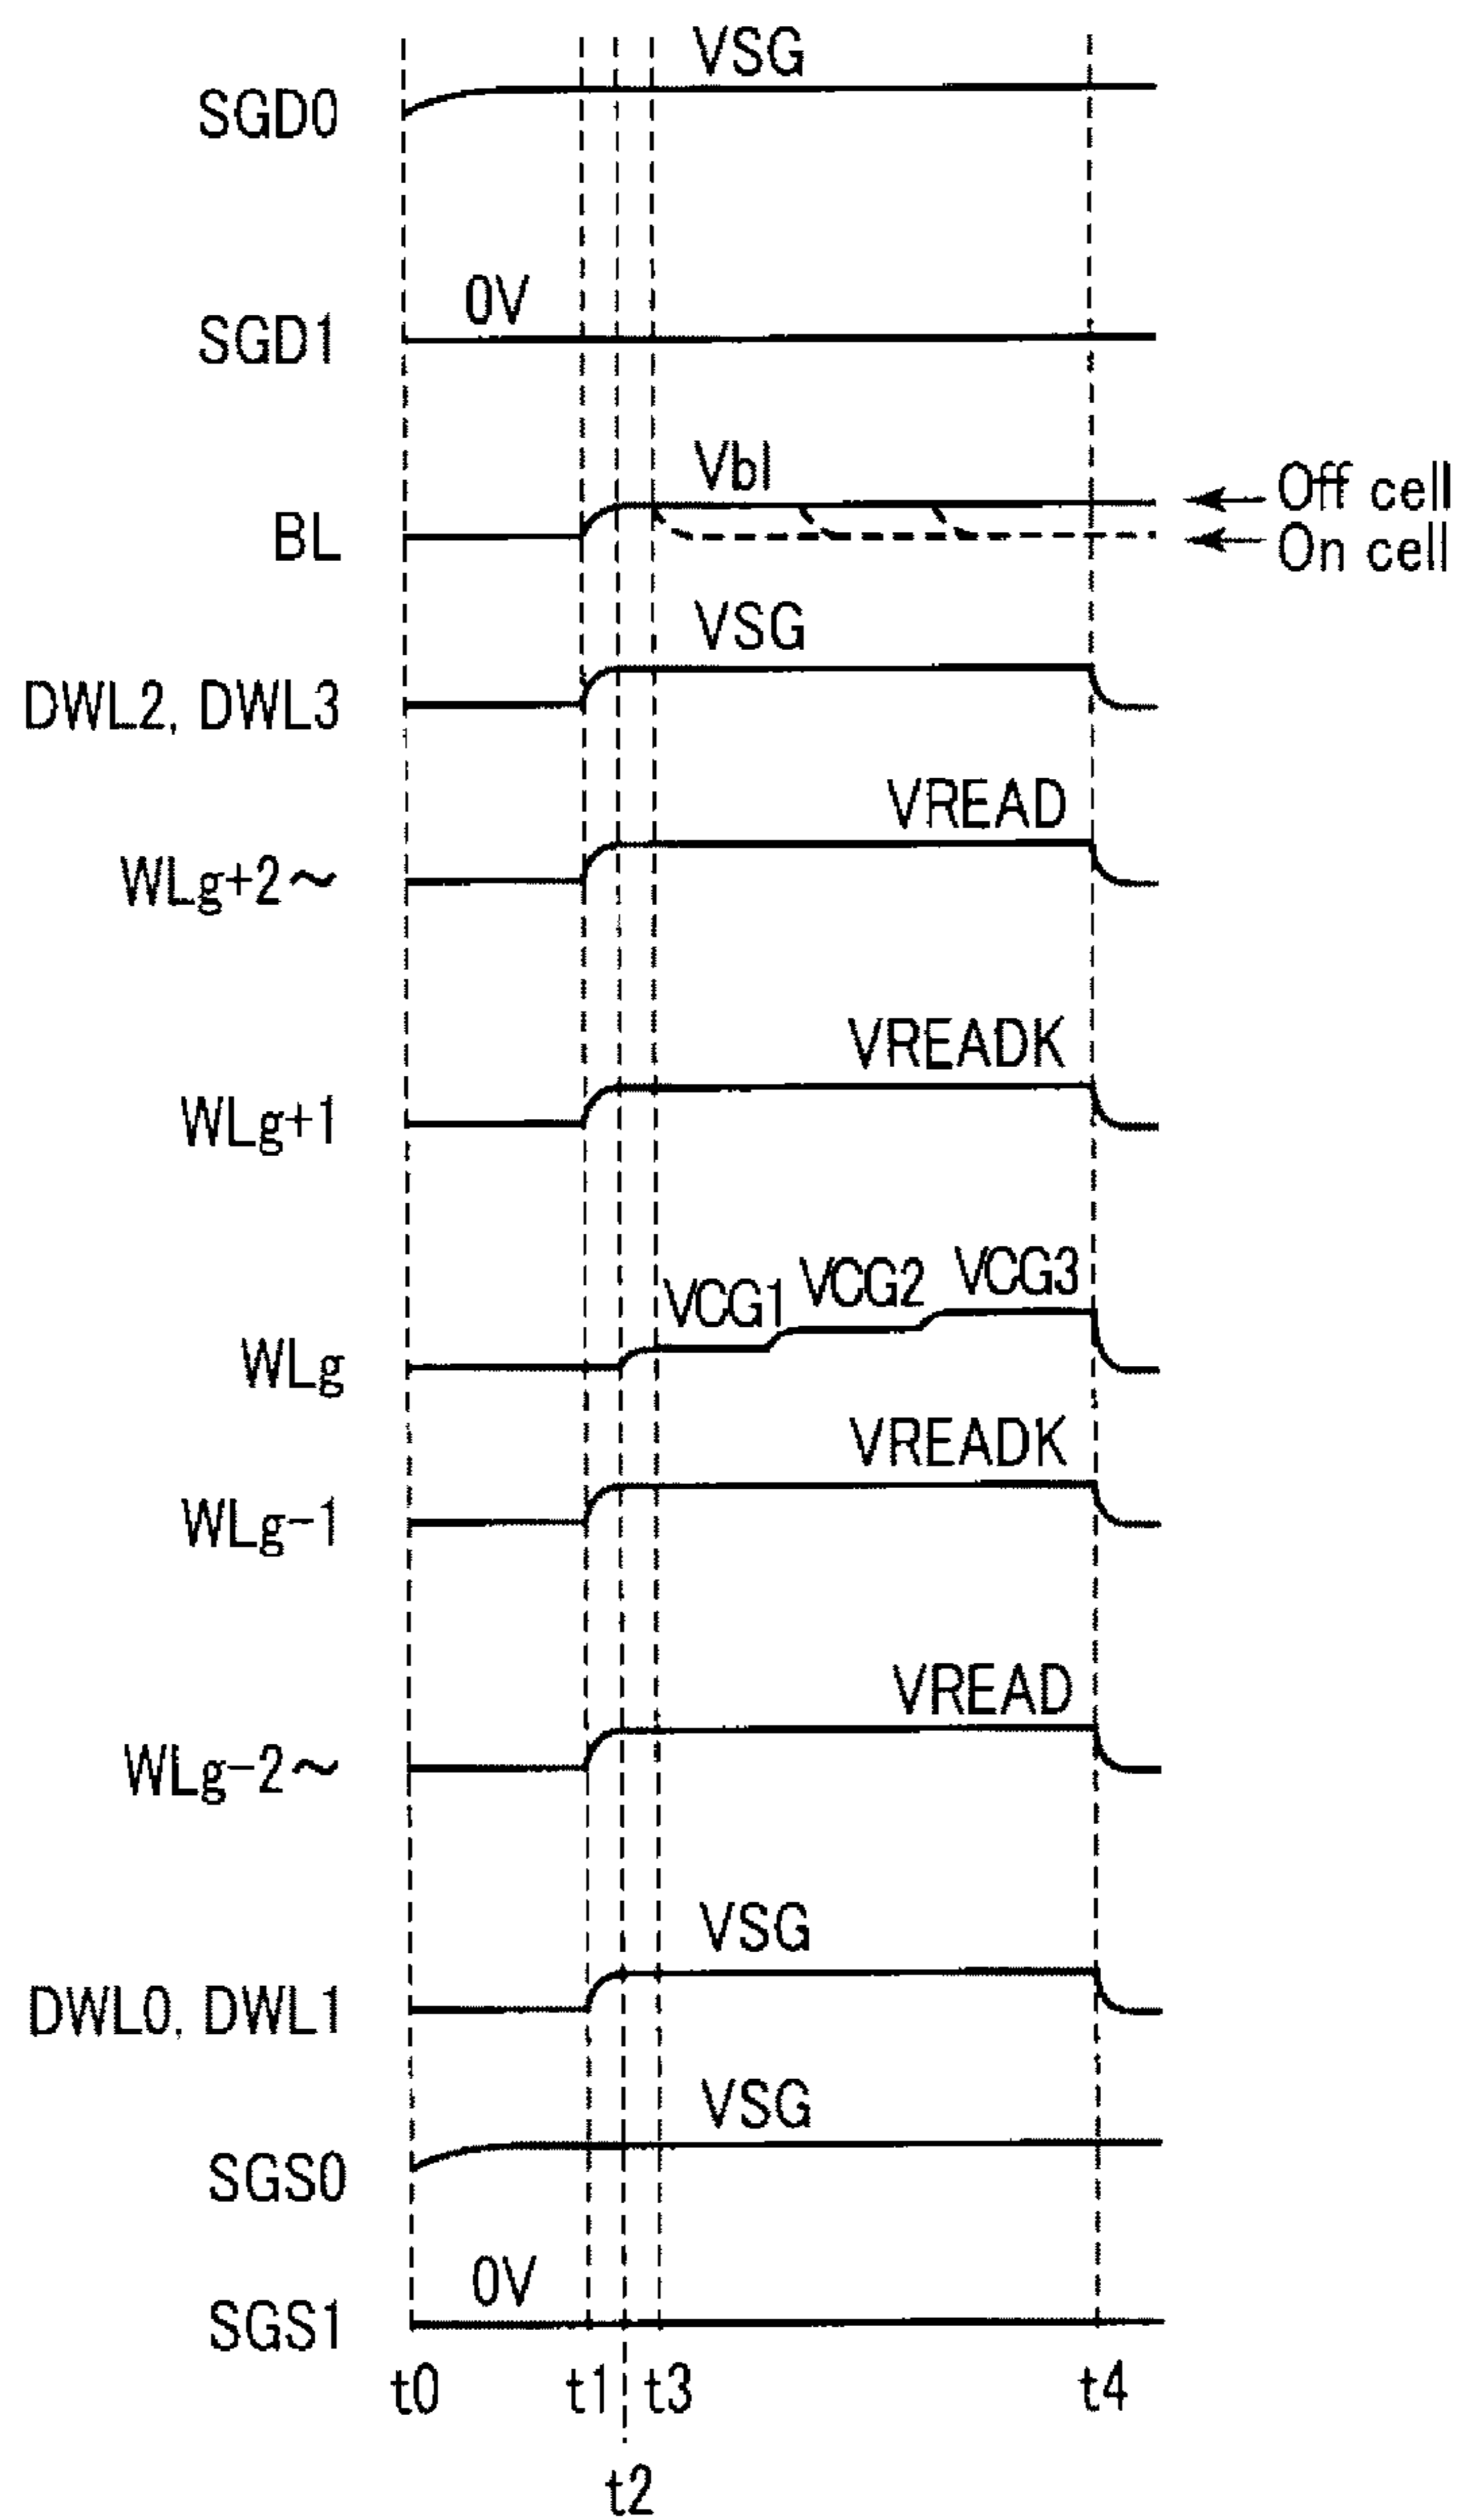 VSG
SGD0
0V
SGD1
Vbl
Off cell
BL
On cell
VSG
DWL2, DWL3
VREAD
WLg+2～
VREADK
WLg+1
VCG1 VCG2 VCG3
WLg
VREADK
WLg-1
VREAD
WLg-2～
VSG
DWL0, DWL1
VSG
SGS0
0V
SGS1
t0 t1 t3 t4
t2